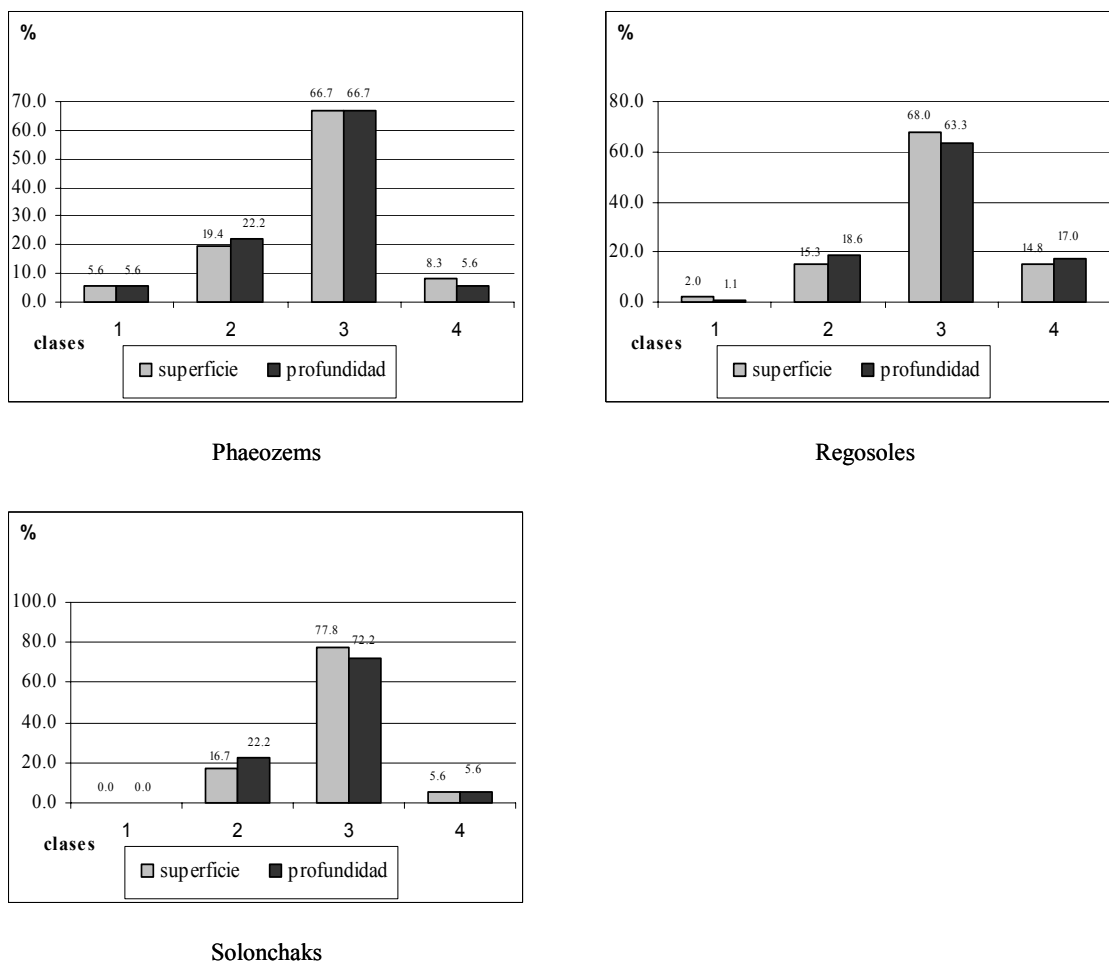 %
70.0
60.0
50.0
40.0
30.0
20.0
10.0
0.0
66.7 66.7
19.4 22.2
5.6 5.6
8.3 5.6
1 2 3 4
clases
superficie profundidad
Phaeozems
%
80.0
60.0
40.0
20.0
0.0
68.0 63.3
15.3 18.6
14.8 17.0
2.0 1.1
1 2 3 4
clases
superficie profundidad
Regosoles
%
100.0
80.0
60.0
40.0
20.0
0.0
77.8 72.2
16.7 22.2
0.0 0.0
5.6 5.6
1 2 3 4
clases
superficie profundidad
Solonchaks